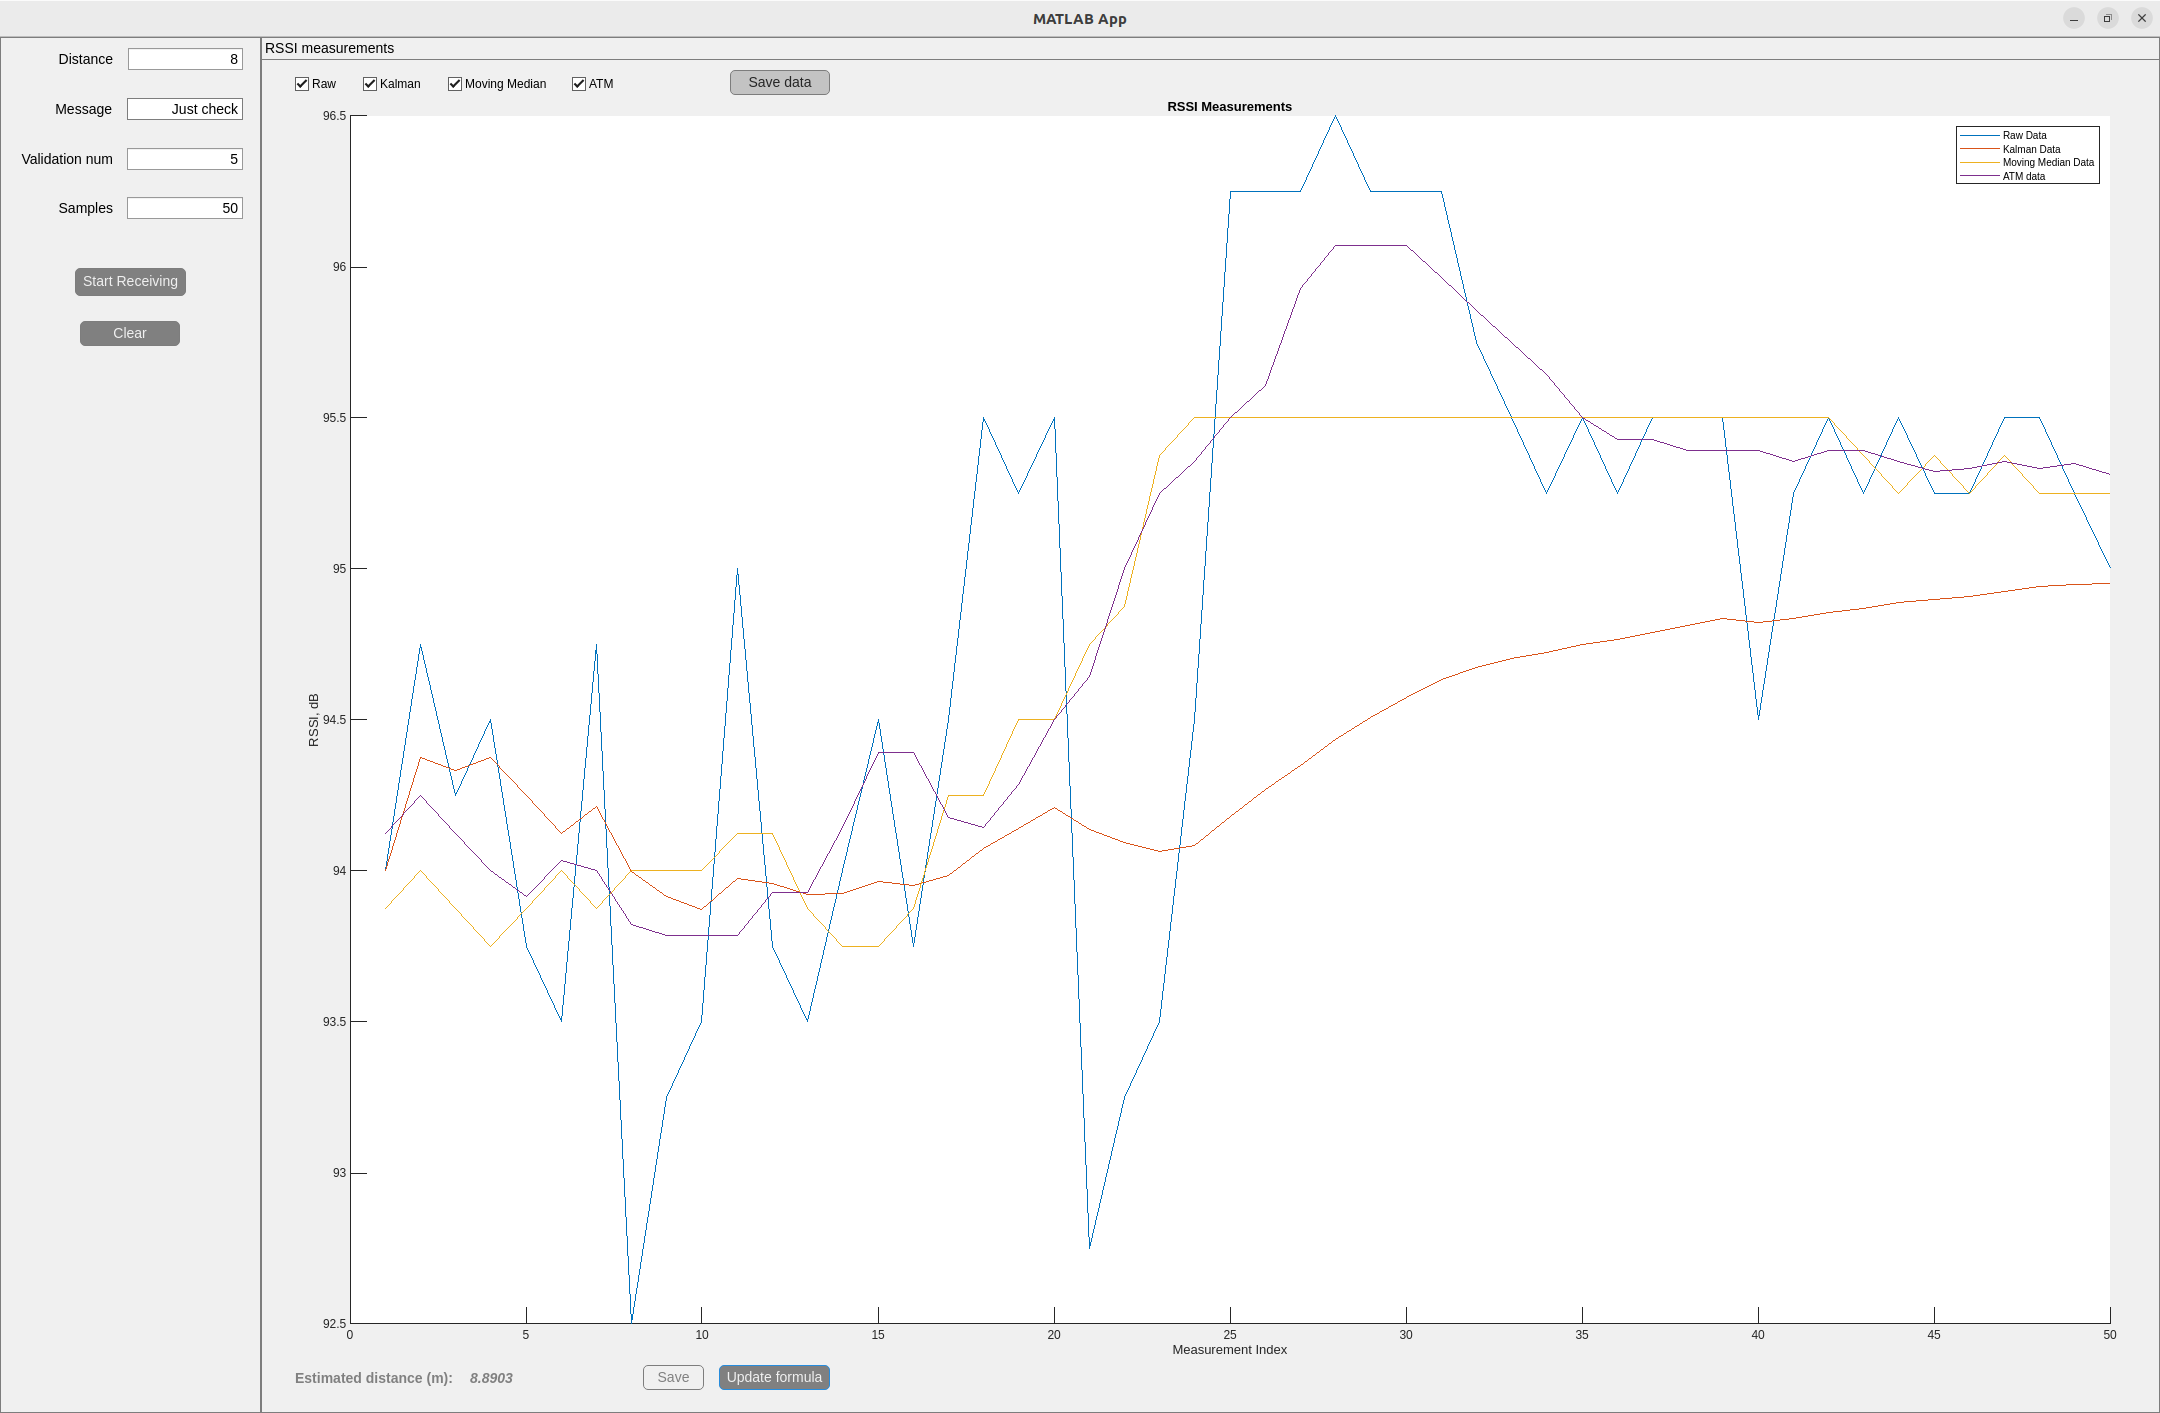 MATLAB App
Distance 8
Message Just check
Validation num 5
Samples 50
Start Receiving
Clear
RSSI measurements
Raw Kalman Moving Median ATM Save data
RSSI Measurements
Raw Data
Kalman Data
Moving Median Data
ATM data
96.5
96
95.5
95
94.5
94
93.5
93
92.5
RSSI, dB
0 5 10 15 20 25 30 35 40 45 50
Measurement Index
Estimated distance (m): 8.8903 Save Update formula